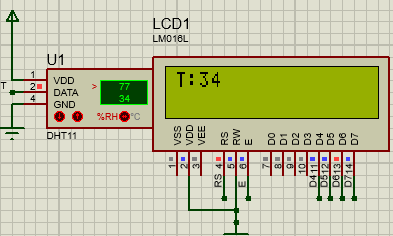 LCD1
LM016L
U1
1 VDD
T 2 DATA
4 GND
> 77
34
%RH °C
DHT11
T:34
VSS VDD VEE RS RW E D0 D1 D2 D3 D4 D5 D6 D7
1 2 3 4 5 6 7 8 9 10 11 12 13 14
RS E D4 D5 D6 D7